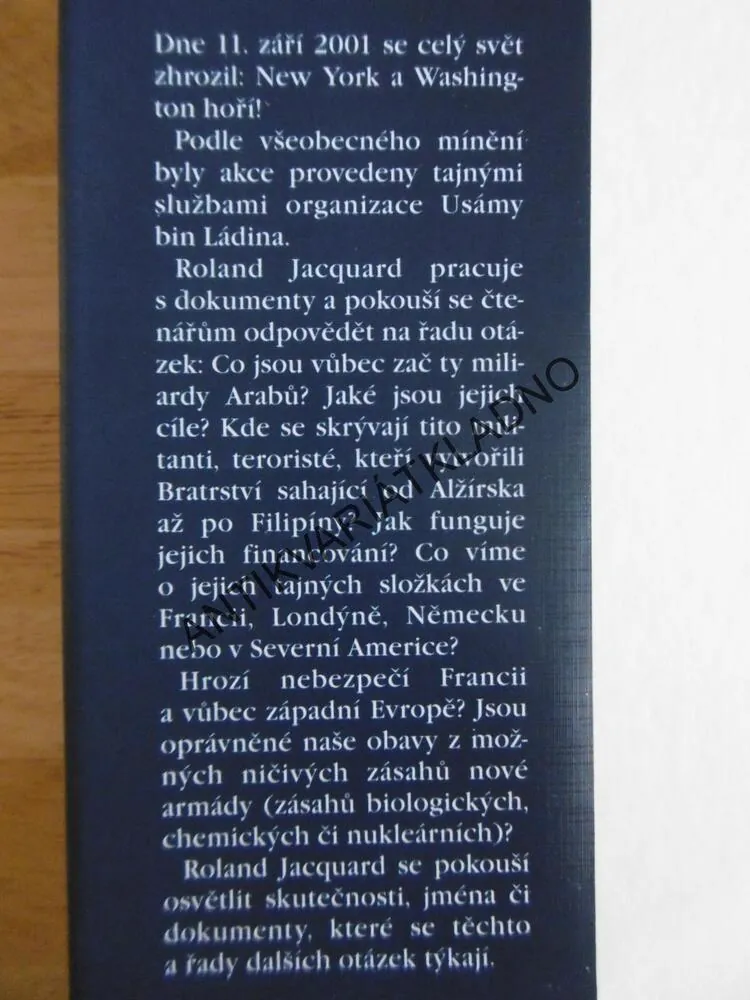 Dne 11. září 2001 se celý svět
zhrozil: New York a Washing-
ton hoří!
Podle všeobecného mínění
byly akce provedeny tajnými
službami organizace Usámy
bin Ládina.
Roland Jacquard pracuje
s dokumenty a pokouší se čte-
nářům odpovědět na řadu otá-
zek: Co jsou vůbec zač ty mili-
ardy Arabů? Jaké jsou jejich
cíle? Kde se skrývají tito mili-
tanti, teroristé, kteří vytvořili
Bratrství sahající od Alžírska
až po Filipíny? Jak funguje
jejich financování? Co víme
o jejich tajných složkách ve
Francii, Londýně, Německu
nebo v Severní Americe?
Hrozí nebezpečí Francii
a vůbec západní Evropě? Jsou
oprávněné naše obavy z mož-
ných ničivých zásahů nové
armády (zásahů biologických,
chemických či nukleárních)?
Roland Jacquard se pokouší
osvětlit skutečnosti, jména či
dokumenty, které se těchto
a řady dalších otázek týkají.
ANTIKVARIÁTKLADNO